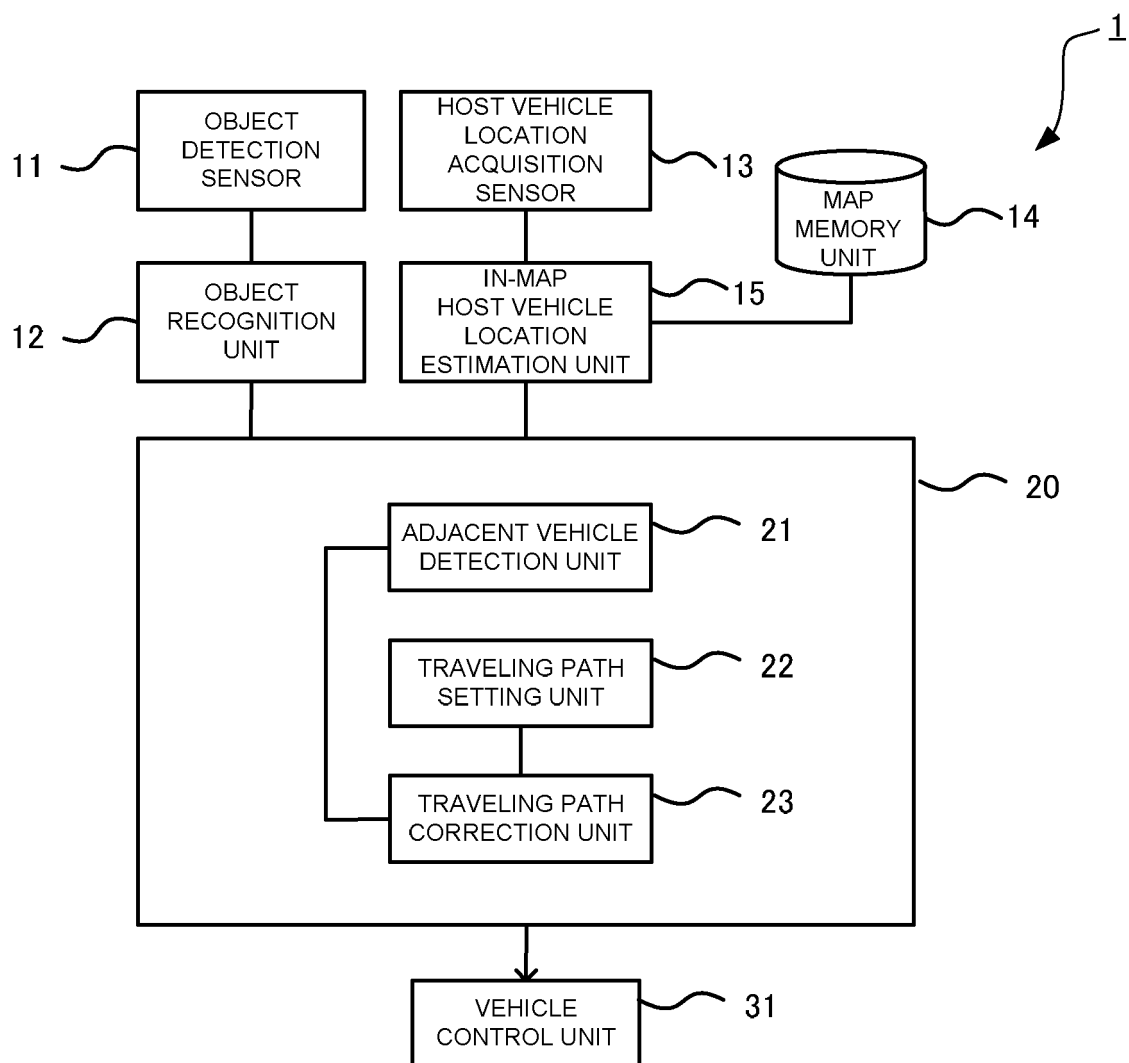 1
OBJECT
DETECTION
SENSOR
11
HOST VEHICLE
LOCATION
ACQUISITION
SENSOR
13
MAP
MEMORY
UNIT
14
OBJECT
RECOGNITION
UNIT
12
IN-MAP
HOST VEHICLE
LOCATION
ESTIMATION UNIT
15
20
ADJACENT VEHICLE
DETECTION UNIT
21
TRAVELING PATH
SETTING UNIT
22
TRAVELING PATH
CORRECTION UNIT
23
VEHICLE
CONTROL UNIT
31